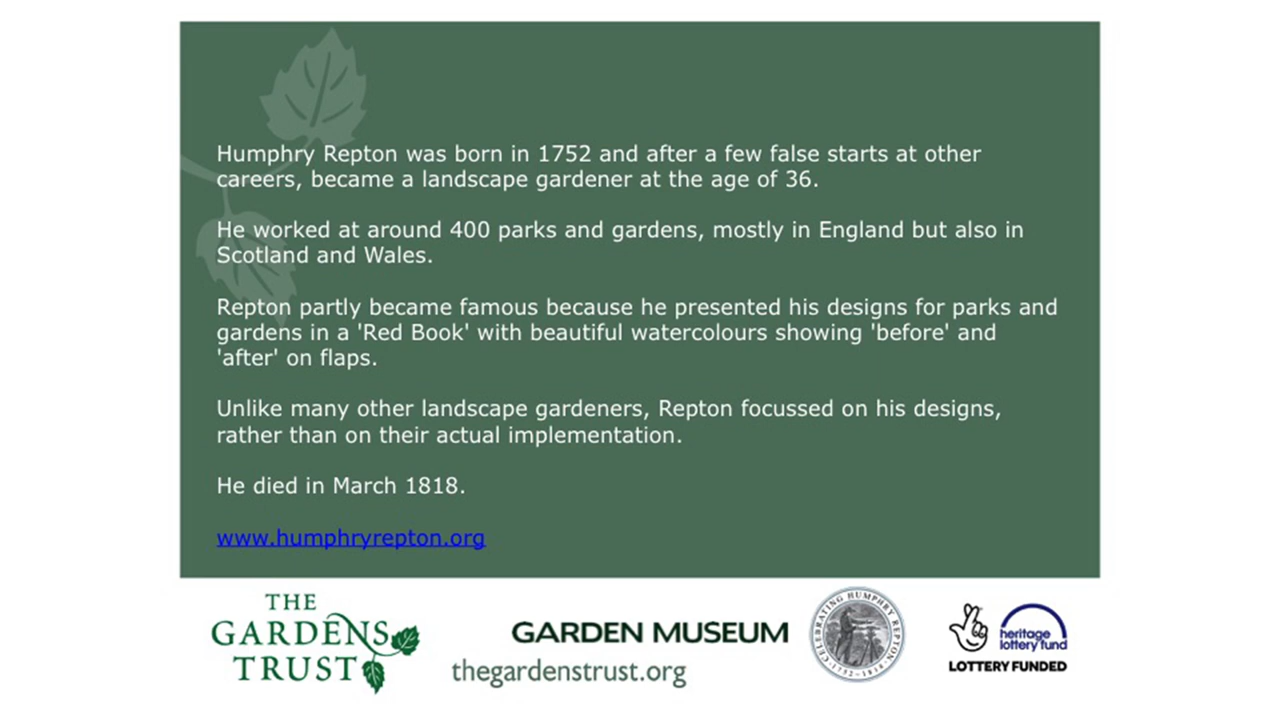 Humphry Repton was born in 1752 and after a few false starts at other
careers, became a landscape gardener at the age of 36.
He worked at around 400 parks and gardens, mostly in England but also in
Scotland and Wales.
Repton partly became famous because he presented his designs for parks and
gardens in a 'Red Book' with beautiful watercolours showing 'before' and
'after' on flaps.
Unlike many other landscape gardeners, Repton focussed on his designs,
rather than on their actual implementation.
He died in March 1818.
www.humphryrepton.org
THE
GARDENS
TRUST
GARDEN MUSEUM
thegardenstrust.org
CELEBRATING HUMPHRY REPTON
·1752–1818·
heritage
lottery fund
LOTTERY FUNDED